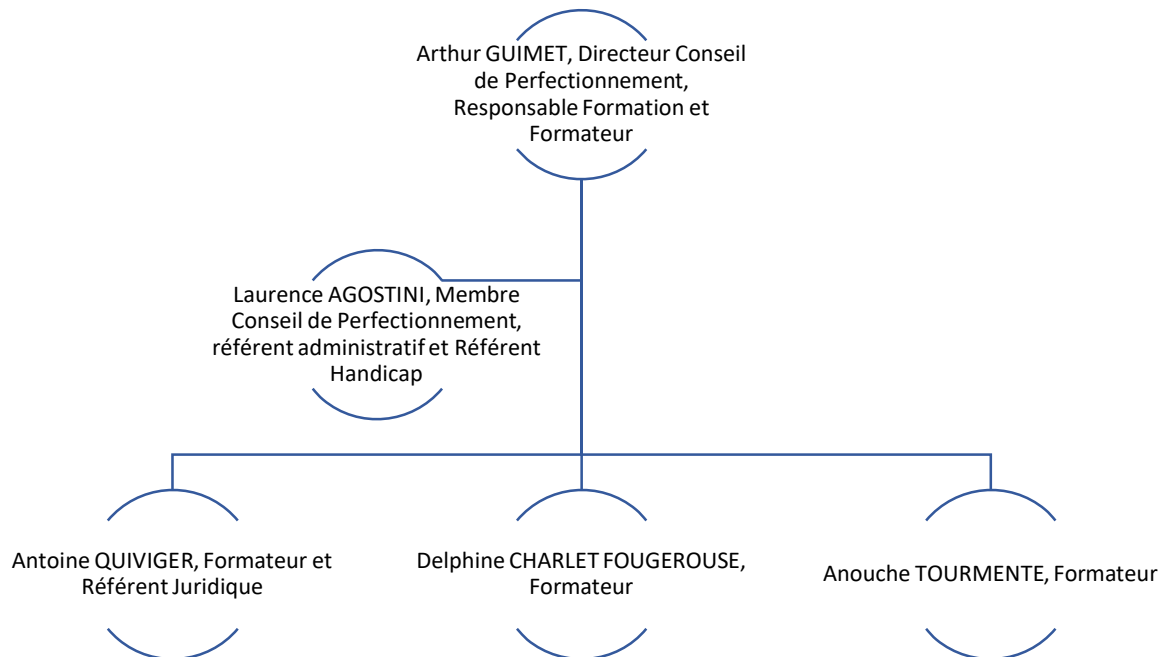 Arthur GUIMET, Directeur Conseil
de Perfectionnement,
Responsable Formation et
Formateur
Laurence AGOSTINI, Membre
Conseil de Perfectionnement,
référent administratif et Référent
Handicap
Antoine QUIVIGER, Formateur et
Référent Juridique
Delphine CHARLET FOUGEROUSE,
Formateur
Anouche TOURMENTE, Formateur